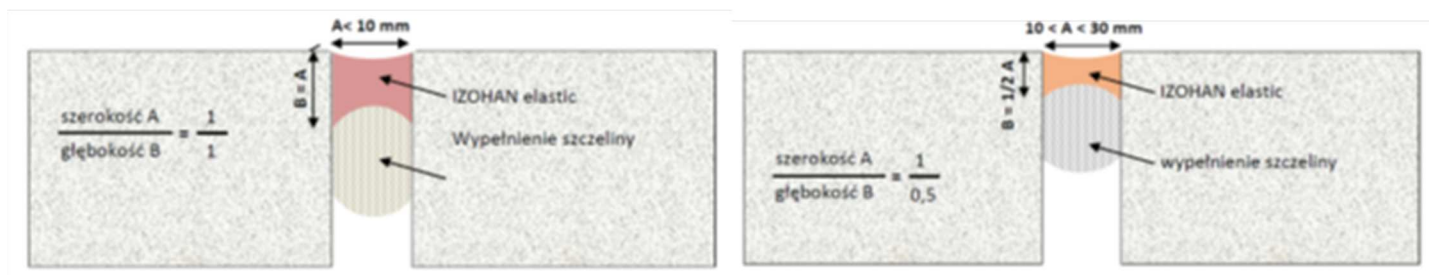 A< 10 mm
B = A
IZOHAN elastic
szerokość A
głębokość B
=
1
1
Wypełnienie szczeliny
10 < A < 30 mm
B = 1/2 A
IZOHAN elastic
wypełnienie szczeliny
szerokość A
głębokość B
=
1
0,5